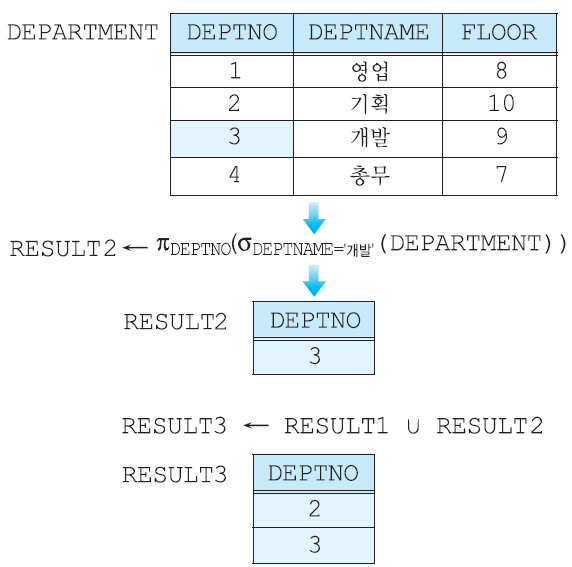 DEPARTMENT DEPTNO DEPTNAME FLOOR
1 영업 8
2 기획 10
3 개발 9
4 총무 7
RESULT2 ← πDEPTNO(σDEPTNAME='개발' (DEPARTMENT))
RESULT2 DEPTNO
3
RESULT3 ← RESULT1 ∪ RESULT2
RESULT3 DEPTNO
2
3